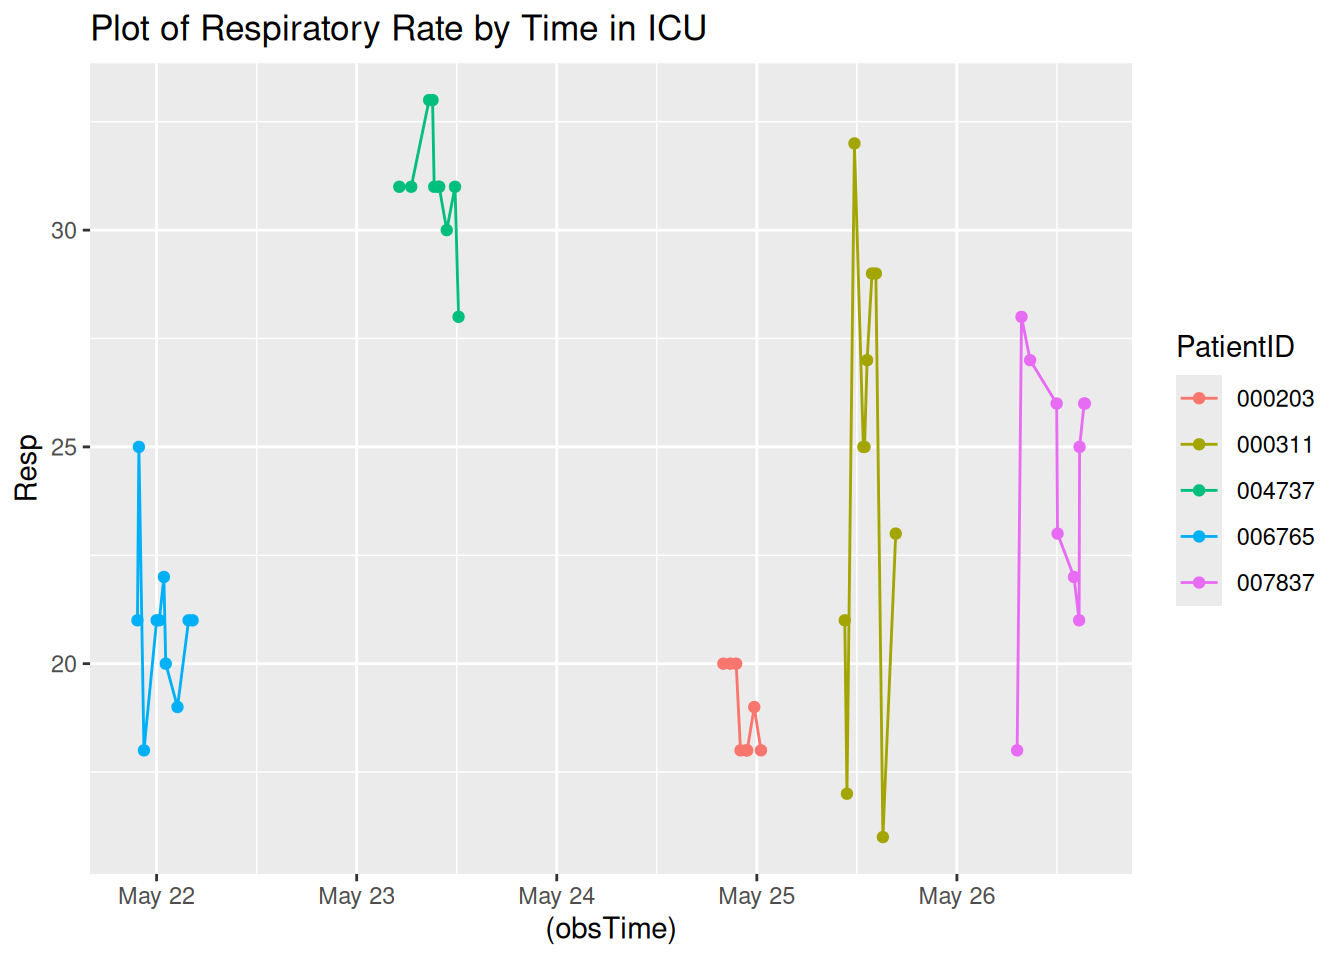 Plot of Respiratory Rate by Time in ICU
Resp
30
25
20
May 22
May 23
May 24
May 25
May 26
(obsTime)
PatientID
000203
000311
004737
006765
007837